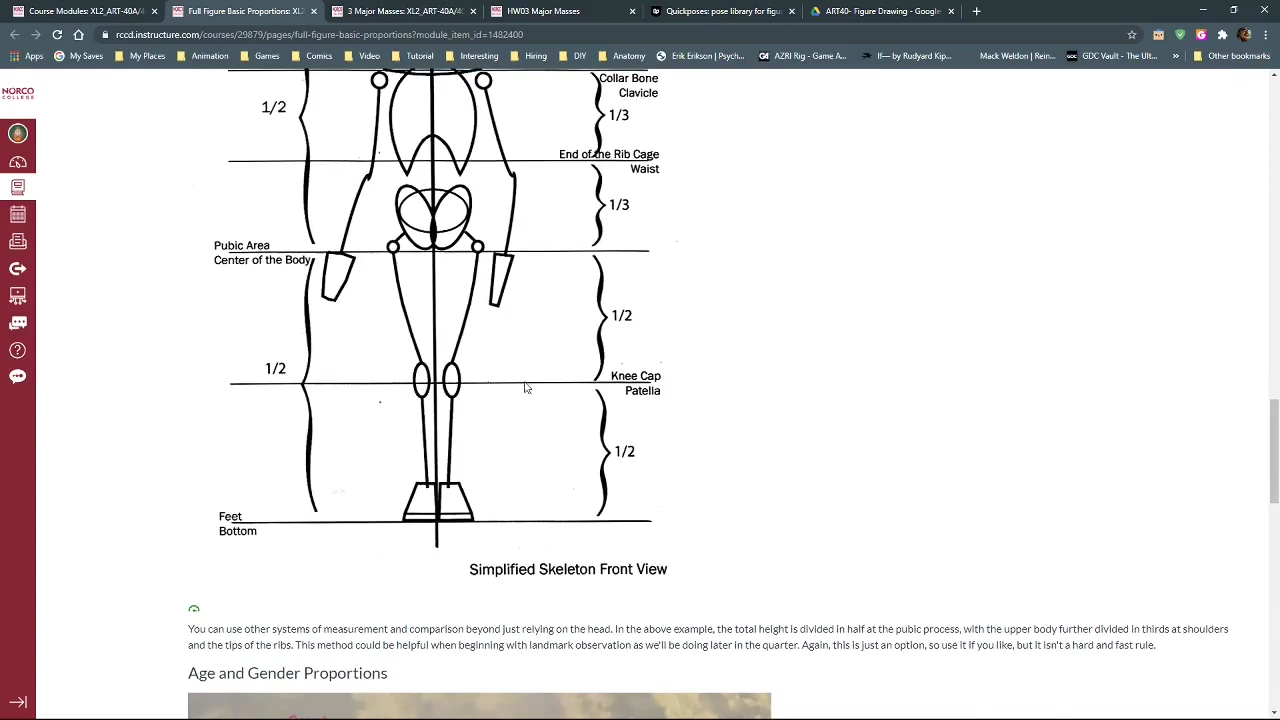 Course Modules: XL2_ART-40A/4
Full Figure Basic Proportions: XL
3 Major Masses: XL2_ART-40A/40
HW03 Major Masses
Quickposes: pose library for figur
ART40- Figure Drawing - Google
rccd.instructure.com/courses/29879/pages/full-figure-basic-proportions?module_item_id=1482400
Apps My Saves My Places Animation Games Comics Video Tutorial Interesting Hiring DIY Anatomy Erik Erikson | Psych... AZRI Rig - Game A... If— by Rudyard Kip... Mack Weldon | Rein... GDC Vault - The Ult... Other bookmarks
NORCO
COLLEGE
Collar Bone
Clavicle
1/2
1/3
End of the Rib Cage
Waist
1/3
Pubic Area
Center of the Body
1/2
1/2
Knee Cap
Patella
1/2
Feet
Bottom
Simplified Skeleton Front View
You can use other systems of measurement and comparison beyond just relying on the head. In the above example, the total height is divided in half at the pubic process, with the upper body further divided in thirds at shoulders
and the tips of the ribs. This method could be helpful when beginning with landmark observation as we'll be doing later in the quarter. Again, this is just an option, so use it if you like, but it isn't a hard and fast rule.
Age and Gender Proportions